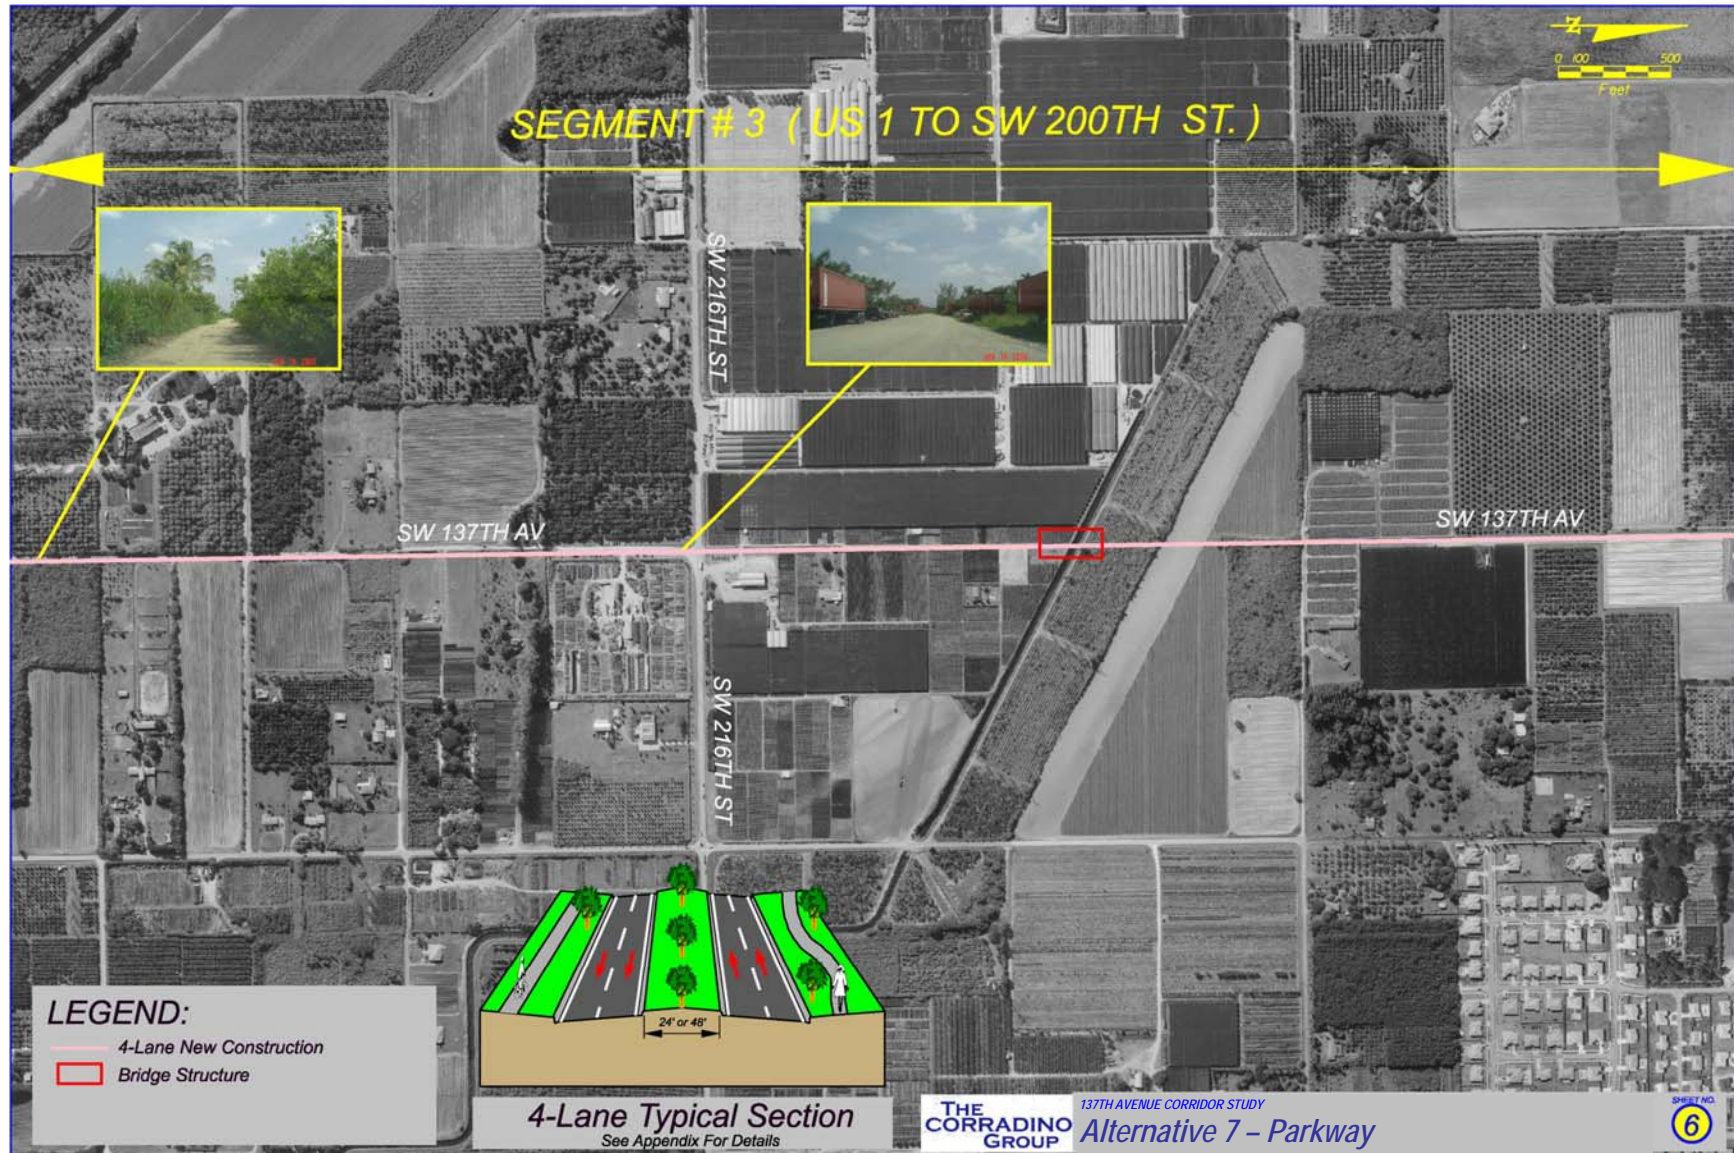 Z
0 100 500
Feet
SEGMENT # 3 ( US 1 TO SW 200TH ST. )
SW 216TH ST
SW 137TH AV
SW 137TH AV
SW 216TH ST
24' or 48'
LEGEND:
4-Lane New Construction
Bridge Structure
4-Lane Typical Section
See Appendix For Details
THE
CORRADINO
GROUP
137TH AVENUE CORRIDOR STUDY
Alternative 7 – Parkway
SHEET NO.
6